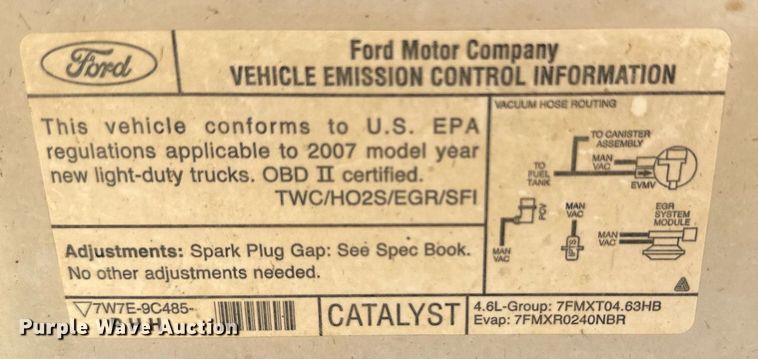 Ford
Ford Motor Company
VEHICLE EMISSION CONTROL INFORMATION
This vehicle conforms to U.S. EPA
regulations applicable to 2007 model year
new light-duty trucks. OBD II certified.
TWC/HO2S/EGR/SFI
Adjustments: Spark Plug Gap: See Spec Book.
No other adjustments needed.
VACUUM HOSE ROUTING
TO CANISTER
ASSEMBLY
MAN
VAC
TO
FUEL
TANK
EVMV
PCV
MAN
VAC
MAN
VAC
FPS
EGR
SYSTEM
MODULE
MAN
VAC
7W7E-9C485-
CATALYST
4.6L-Group: 7FMXT04.63HB
Evap: 7FMXR0240NBR
Purple Wave Auction